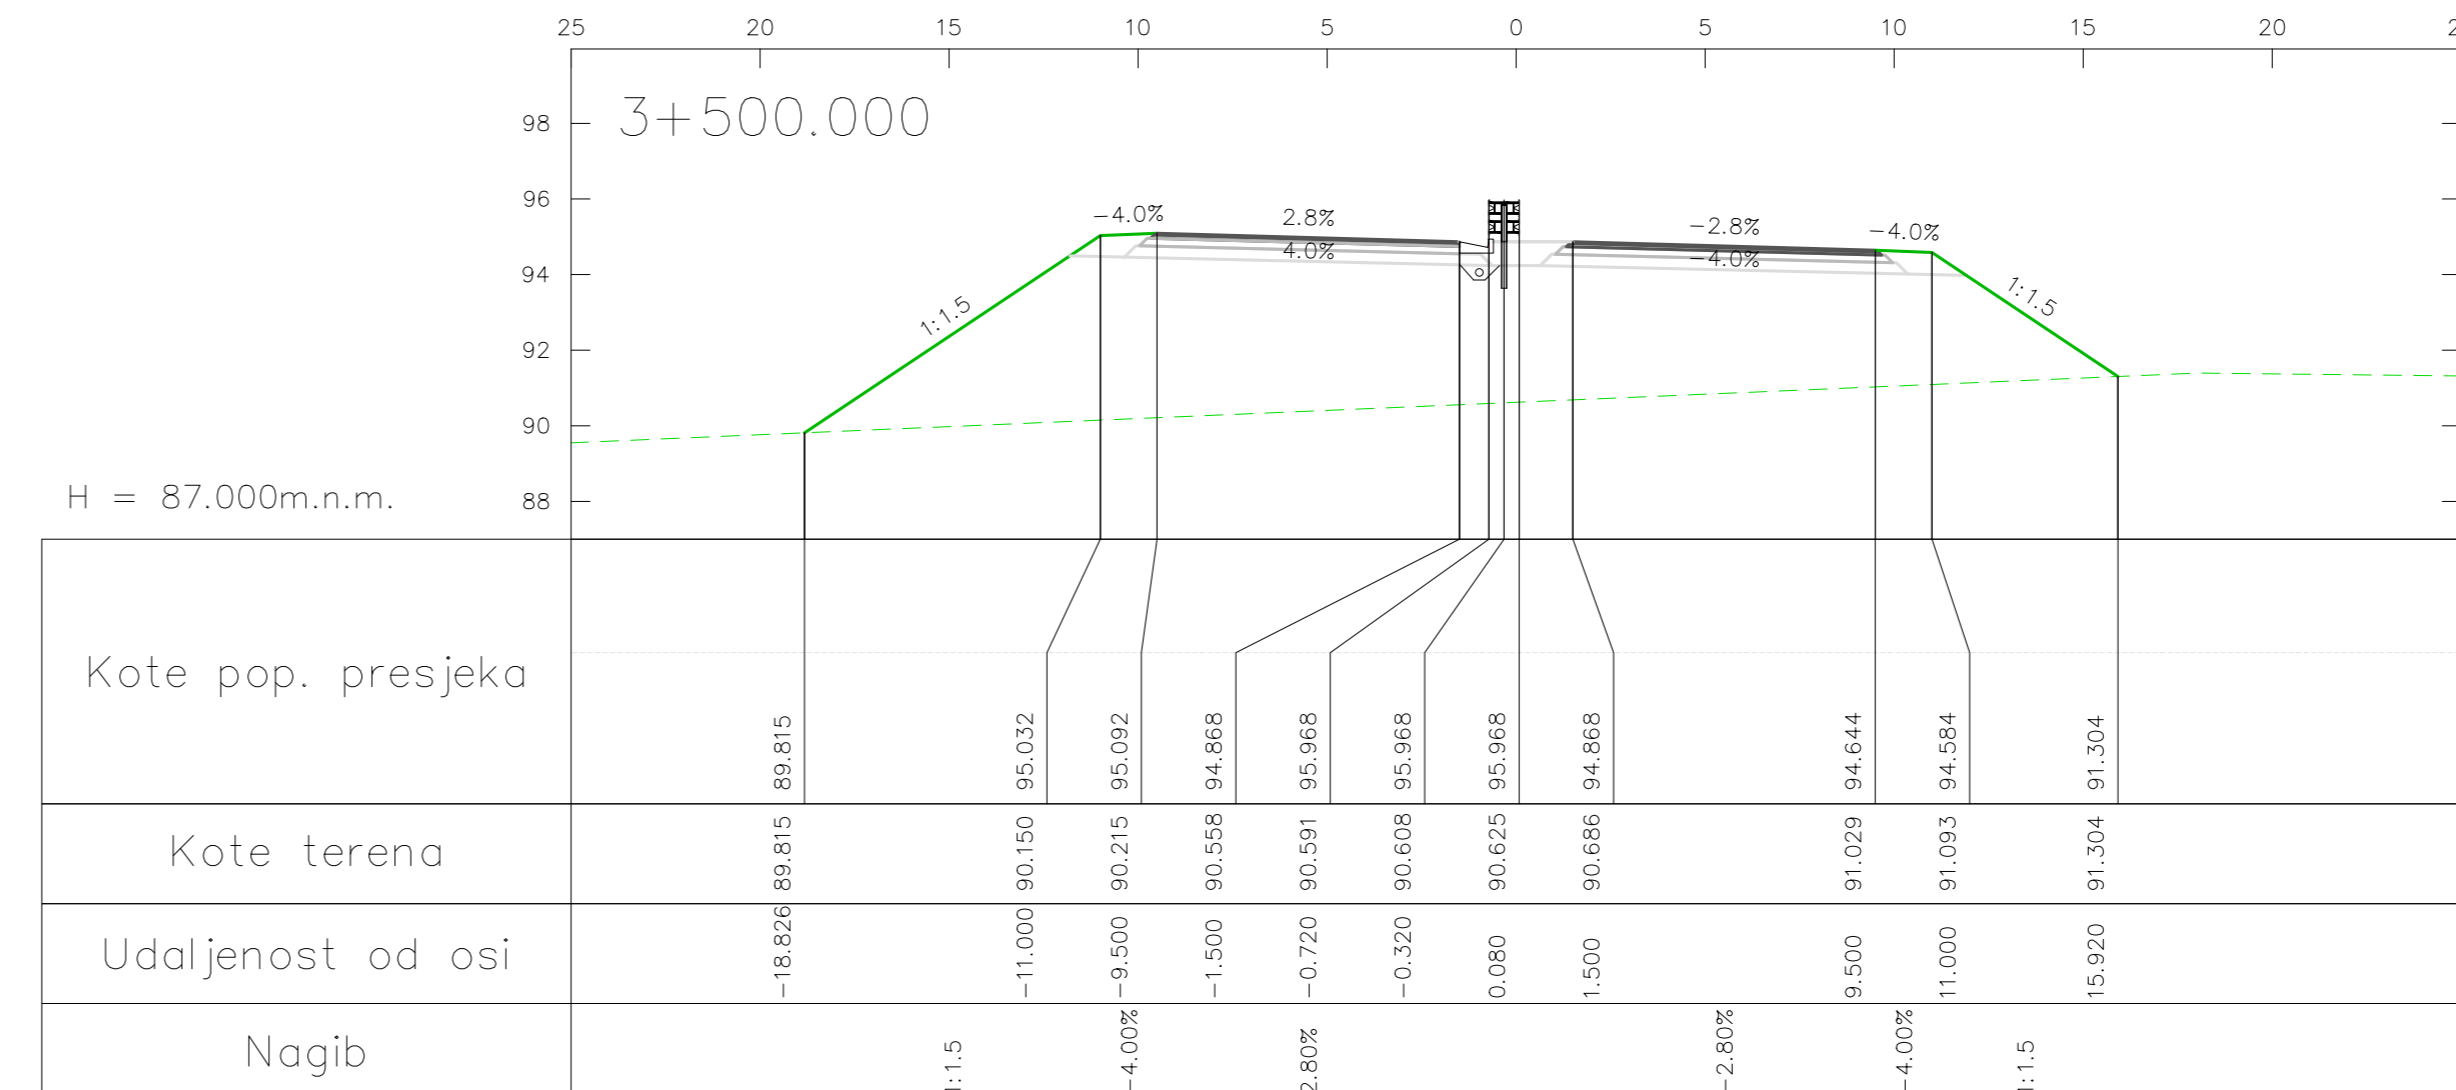 25 20 15 10 5 0 5 10 15 20
3+500.000
98
96
94
92
90
88
-4.0% 2.8% -2.8% -4.0%
4.0% -4.0%
1:1.5 1:1.5
H = 87.000m.n.m.
Kote pop. presjeka 89.815 95.032 95.092 94.868 95.968 95.968 95.968 94.868 94.644 94.584 91.304
Kote terena 89.815 90.150 90.215 90.558 90.591 90.608 90.625 90.686 91.029 91.093 91.304
Udaljenost od osi -18.826 -11.000 -9.500 -1.500 -0.720 -0.320 0.080 1.500 9.500 11.000 15.920
Nagib 1:1.5 -4.00% 2.80% -2.80% -4.00% 1:1.5